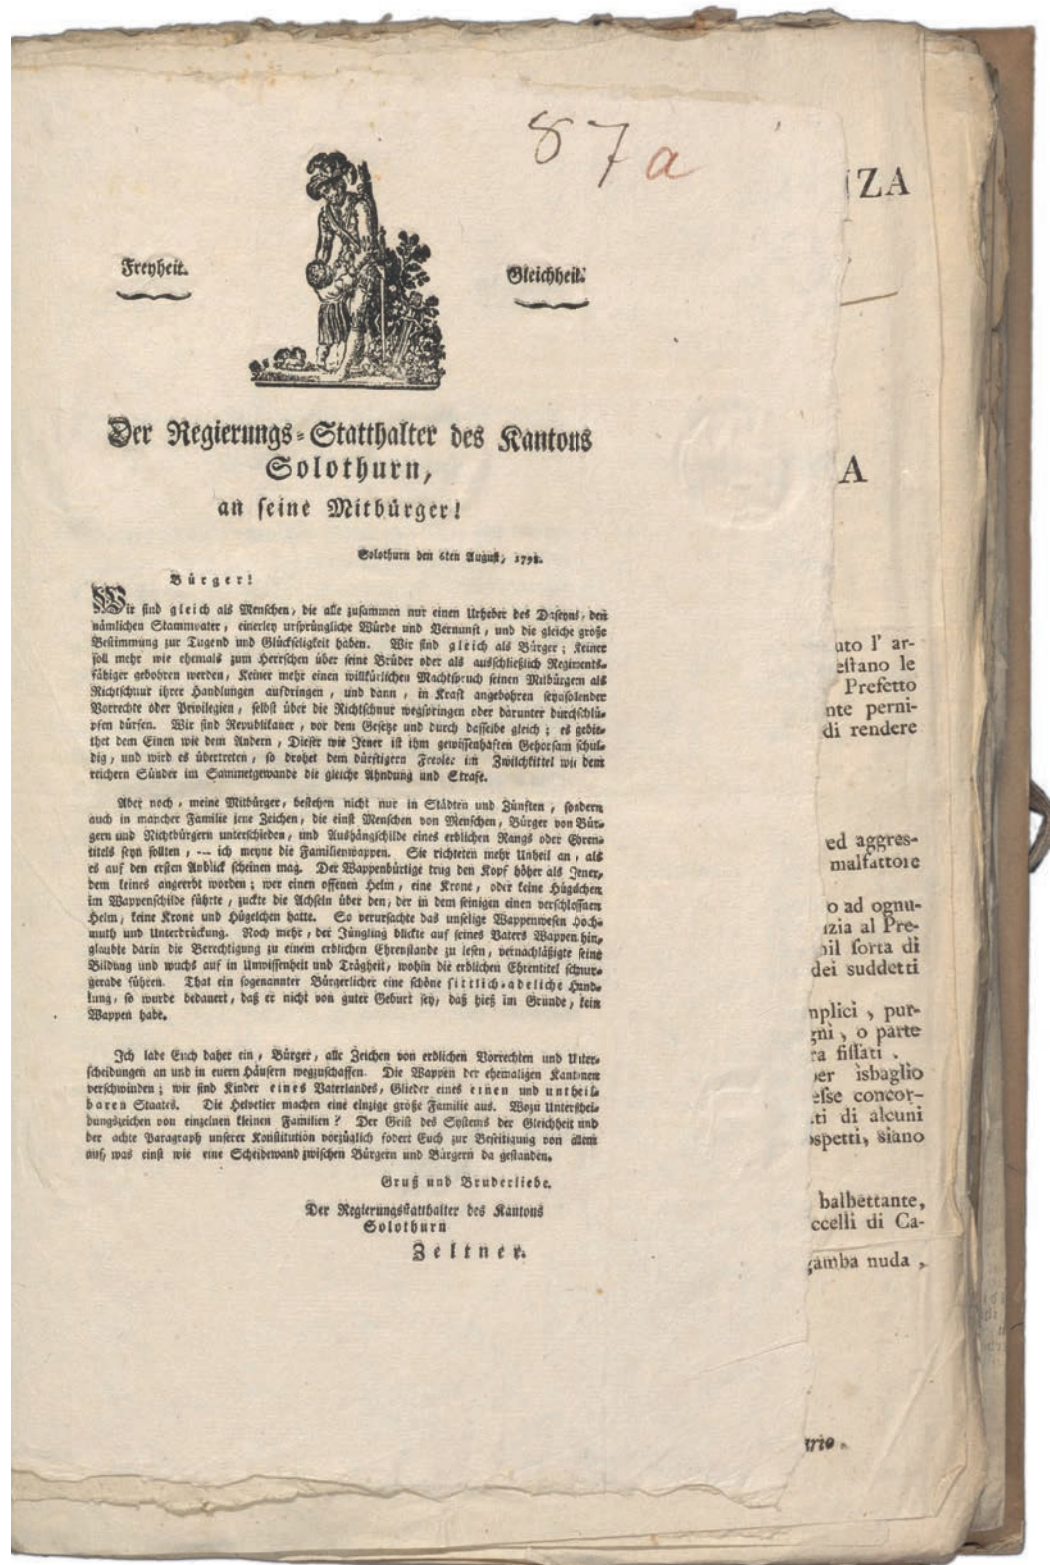 87a
Freyheit.
Gleichheit.
Der Regierungs-Statthalter des Kantons
Solothurn,
an seine Mitbürger!
Solothurn den 6ten August, 1798.
Bürger!
Wir sind gleich als Menschen, die alle zusammen nur einen Urheber des Daseyns, den
nämlichen Stammvater, einerley ursprüngliche Würde und Vernunft, und die gleiche große
Bestimmung zur Tugend und Glückseligkeit haben. Wir sind gleich als Bürger; Keiner
soll mehr wie ehemals zum Herrschen über seine Brüder oder als ausschließlich Regiments-
fähiger gebohren werden, Keiner mehr einen willkürlichen Machtspruch seinen Mitbürgern als
Richtschnur ihrer Handlungen aufdringen, und dann, in Kraft angebohren seynsolender
Vorrechte oder Privilegien, selbst über die Richtschnur wegspringen oder darunter durchschlü-
pfen dürfen. Wir sind Republikaner, vor dem Gesetze und durch dasselbe gleich; es gebie-
thet dem Einen wie dem Andern, Dieser wie Jener ist ihm gewissenhaften Gehorsam schul-
dig, und wird es übertreten, so drohet dem dürftigern Frevler im Zwilchkittel wie dem
reichern Sünder im Sammetgewande die gleiche Ahndung und Strafe.
Aber noch, meine Mitbürger, bestehen nicht nur in Städten und Zünften, sondern
auch in mancher Familie jene Zeichen, die einst Menschen von Menschen, Bürger von Bür-
gern und Nichtbürgern unterschieden, und Aushängschilde eines erblichen Rangs oder Ehren-
titels seyn sollten, -- ich meyne die Familienwappen. Sie richteten mehr Unheil an, als
es auf den ersten Anblick scheinen mag. Der Wappenbürtige trug den Kopf höher als Jener,
dem keines angeerbt worden; wer einen offenen Helm, eine Krone, oder keine Hügelchen
im Wappenschilde führte, zuckte die Achseln über den, der in dem seinigen einen verschloßnen
Helm, keine Krone und Hügelchen hatte. So verursachte das unselige Wappenwesen Hoch-
muth und Unterdrückung. Noch mehr, der Jüngling blickte auf seines Vaters Wappen hin,
glaubte darin die Berechtigung zu einem erblichen Ehrenstande zu lesen, vernachläßigte seine
Bildung und wuchs auf in Unwissenheit und Trägheit, wohin die erblichen Ehrentitel schnur-
gerade führen. That ein sogenannter Bürgerlicher eine schöne sittlich-adeliche Hand-
lung, so wurde bedauert, daß er nicht von guter Geburt sey, daß hieß im Grunde, kein
Wappen habe.
Ich lade Euch daher ein, Bürger, alle Zeichen von erblichen Vorrechten und Unter-
scheidungen an und in euern Häusern wegzuschaffen. Die Wappen der ehemaligen Kantonen
verschwinden; wir sind Kinder eines Vaterlandes, Glieder eines einen und untheil-
baren Staates. Die Helvetier machen eine einzige große Familie aus. Wozu Unterschei-
dungszeichen von einzelnen kleinen Familien? Der Geist des Systems der Gleichheit und
der achte Paragraph unserer Konstitution vorzüglich fodert Euch zur Beseitigung von allem
auf, was einst wie eine Scheidewand zwischen Bürgern und Bürgern da gestanden.
Gruß und Bruderliebe.
Der Regierungsstatthalter des Kantons
Solothurn
Zeltner.
ZA
A
uto l' ar-
estano le
Prefetto
nte perni-
di rendere
ed aggres-
malfattore
o ad ognu-
izia al Pre-
bil sorta di
dei suddetti
mplici, pur-
gni, o parte
ra fissati.
per isbaglio
esse concor-
ti di alcuni
ospetti, siano
balbettante,
ccelli di Ca-
gamba nuda,
ario.